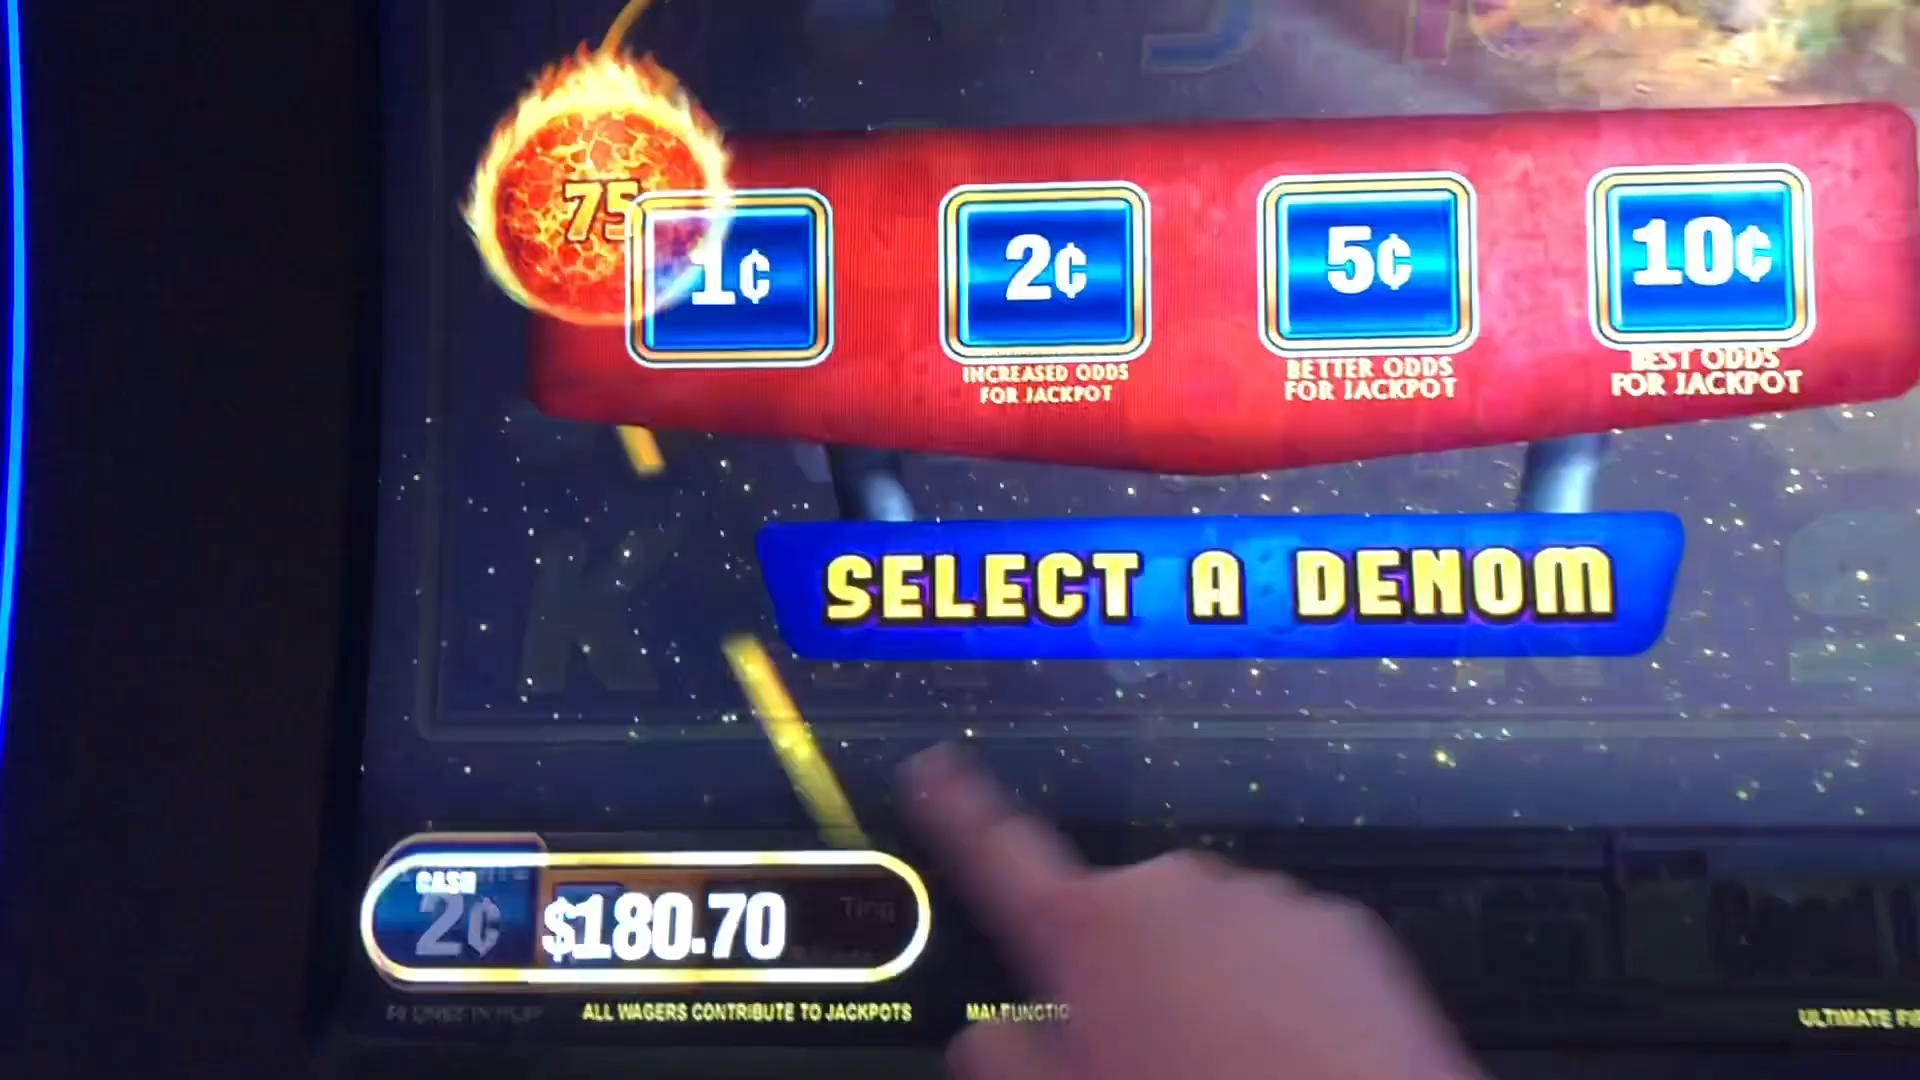 75
1¢
2¢
5¢
10¢
INCREASED ODDS
FOR JACKPOT
BETTER ODDS
FOR JACKPOT
BEST ODDS
FOR JACKPOT
SELECT A DENOM
CASH
2¢
$180.70
ALL WAGERS CONTRIBUTE TO JACKPOTS
ULTIMATE